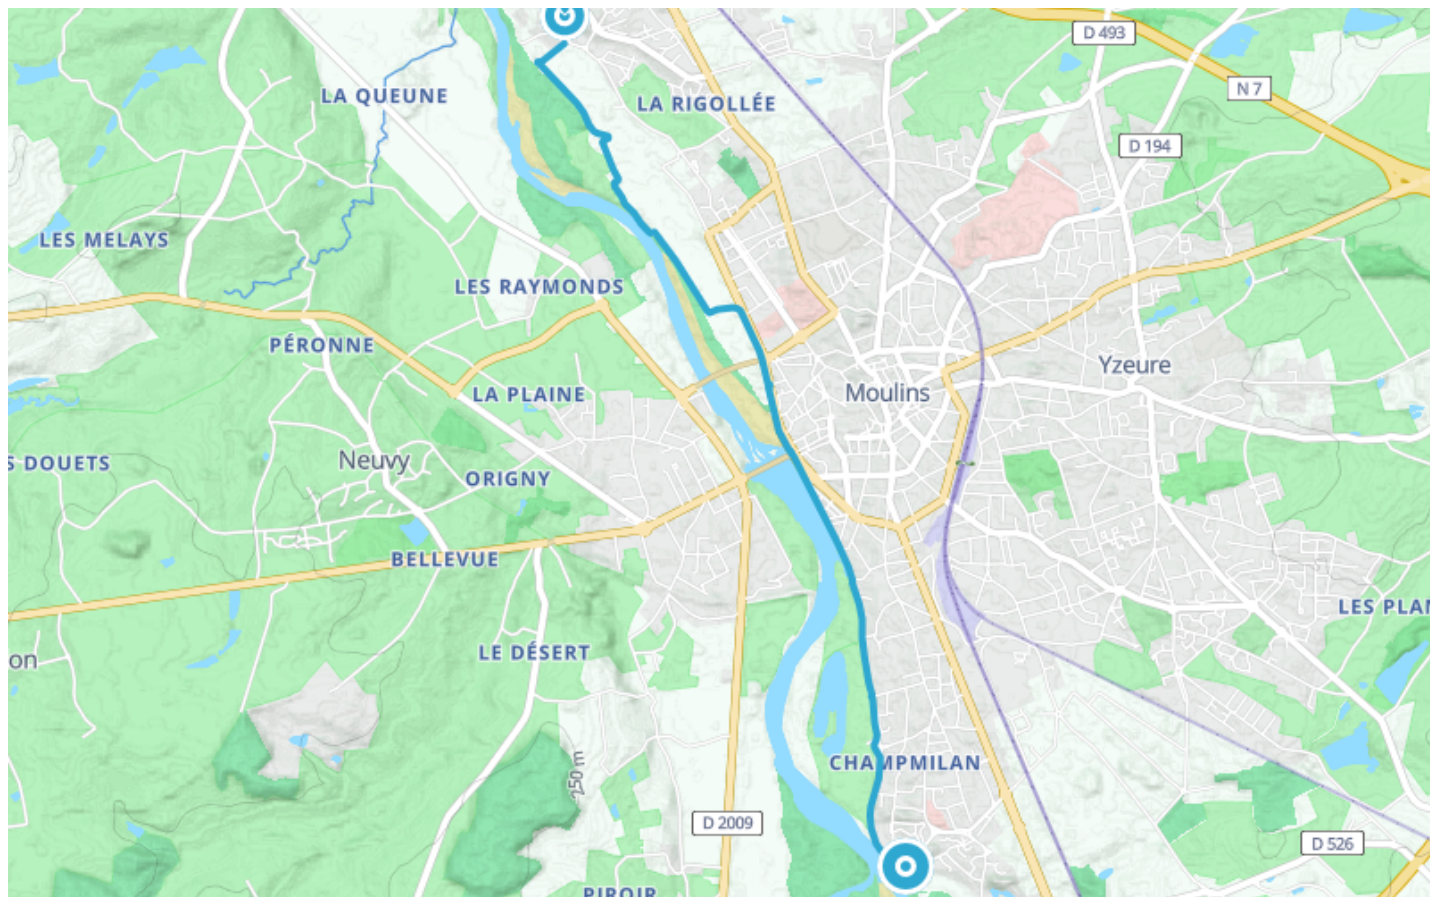 D 493
N 7
LA QUEUNE
LA RIGOLLÉE
D 194
LES MELAYS
LES RAYMONDS
PÉRONNE
Yzeure
LA PLAINE
Moulins
S DOUETS
Neuvy
ORIGNY
BELLEVUE
LES PLAN
LE DÉSERT
on
CHAMPMILAN
250 m
D 2009
D 526
PIROIR